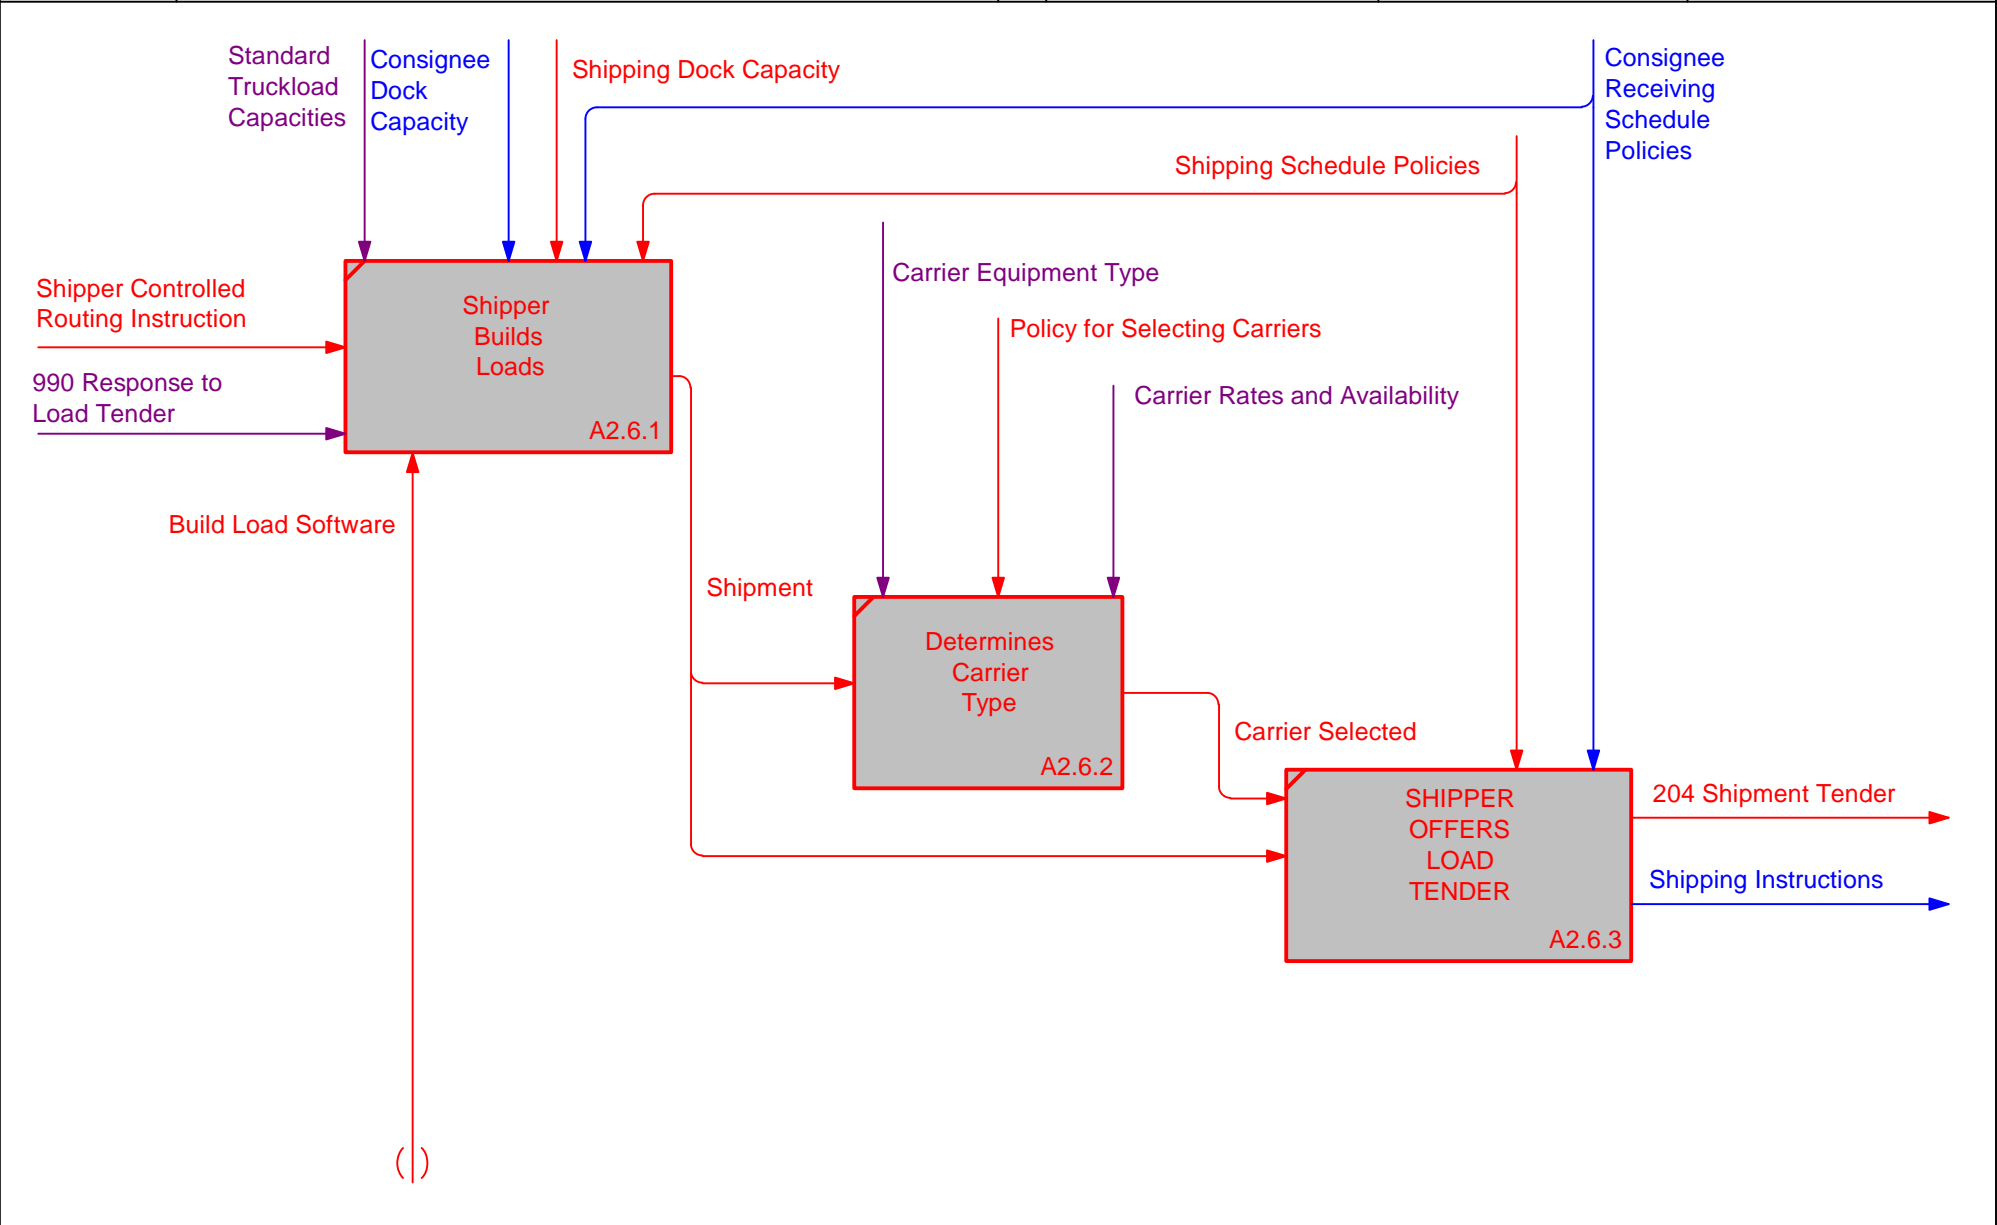 Standard
Truckload
Capacities
Consignee
Dock
Capacity
Shipping Dock Capacity
Consignee
Receiving
Schedule
Policies
Shipping Schedule Policies
Carrier Equipment Type
Shipper Controlled
Routing Instruction
Shipper
Builds
Loads
A2.6.1
Policy for Selecting Carriers
990 Response to
Load Tender
Carrier Rates and Availability
Build Load Software
Shipment
Determines
Carrier
Type
A2.6.2
Carrier Selected
SHIPPER
OFFERS
LOAD
TENDER
A2.6.3
204 Shipment Tender
Shipping Instructions
( )